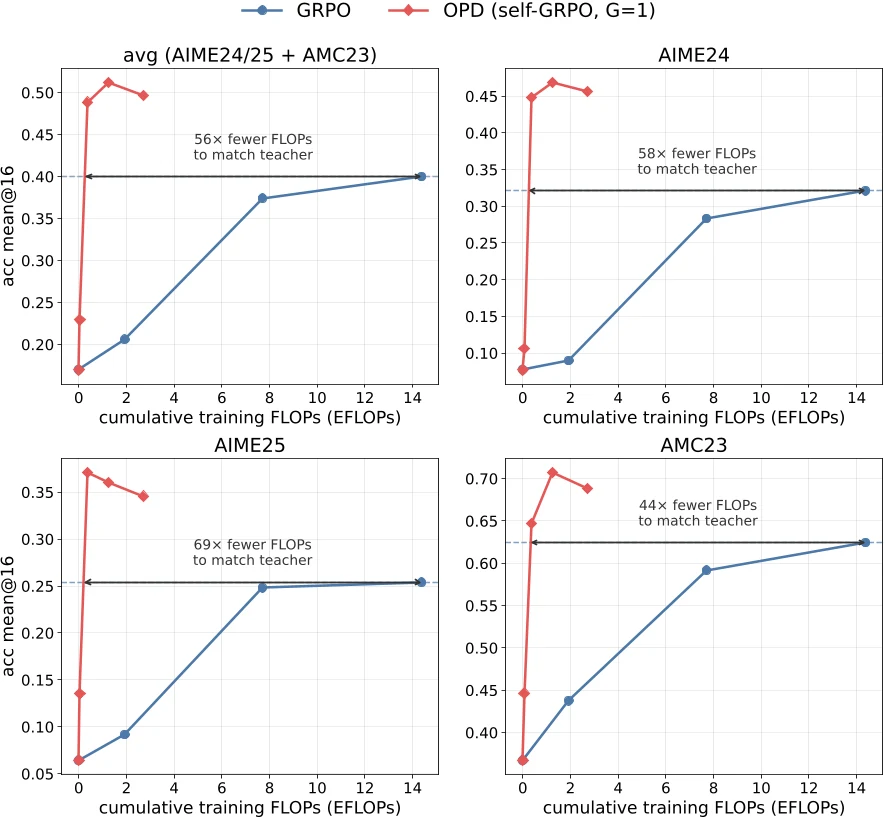 GRPO
OPD (self-GRPO, G=1)
avg (AIME24/25 + AMC23)
acc mean@16
0.50
0.45
0.40
0.35
0.30
0.25
0.20
56× fewer FLOPs
to match teacher
0 2 4 6 8 10 12 14
cumulative training FLOPs (EFLOPs)
AIME24
0.45
0.40
0.35
0.30
0.25
0.20
0.15
0.10
58× fewer FLOPs
to match teacher
0 2 4 6 8 10 12 14
cumulative training FLOPs (EFLOPs)
AIME25
acc mean@16
0.35
0.30
0.25
0.20
0.15
0.10
0.05
69× fewer FLOPs
to match teacher
0 2 4 6 8 10 12 14
cumulative training FLOPs (EFLOPs)
AMC23
0.70
0.65
0.60
0.55
0.50
0.45
0.40
44× fewer FLOPs
to match teacher
0 2 4 6 8 10 12 14
cumulative training FLOPs (EFLOPs)